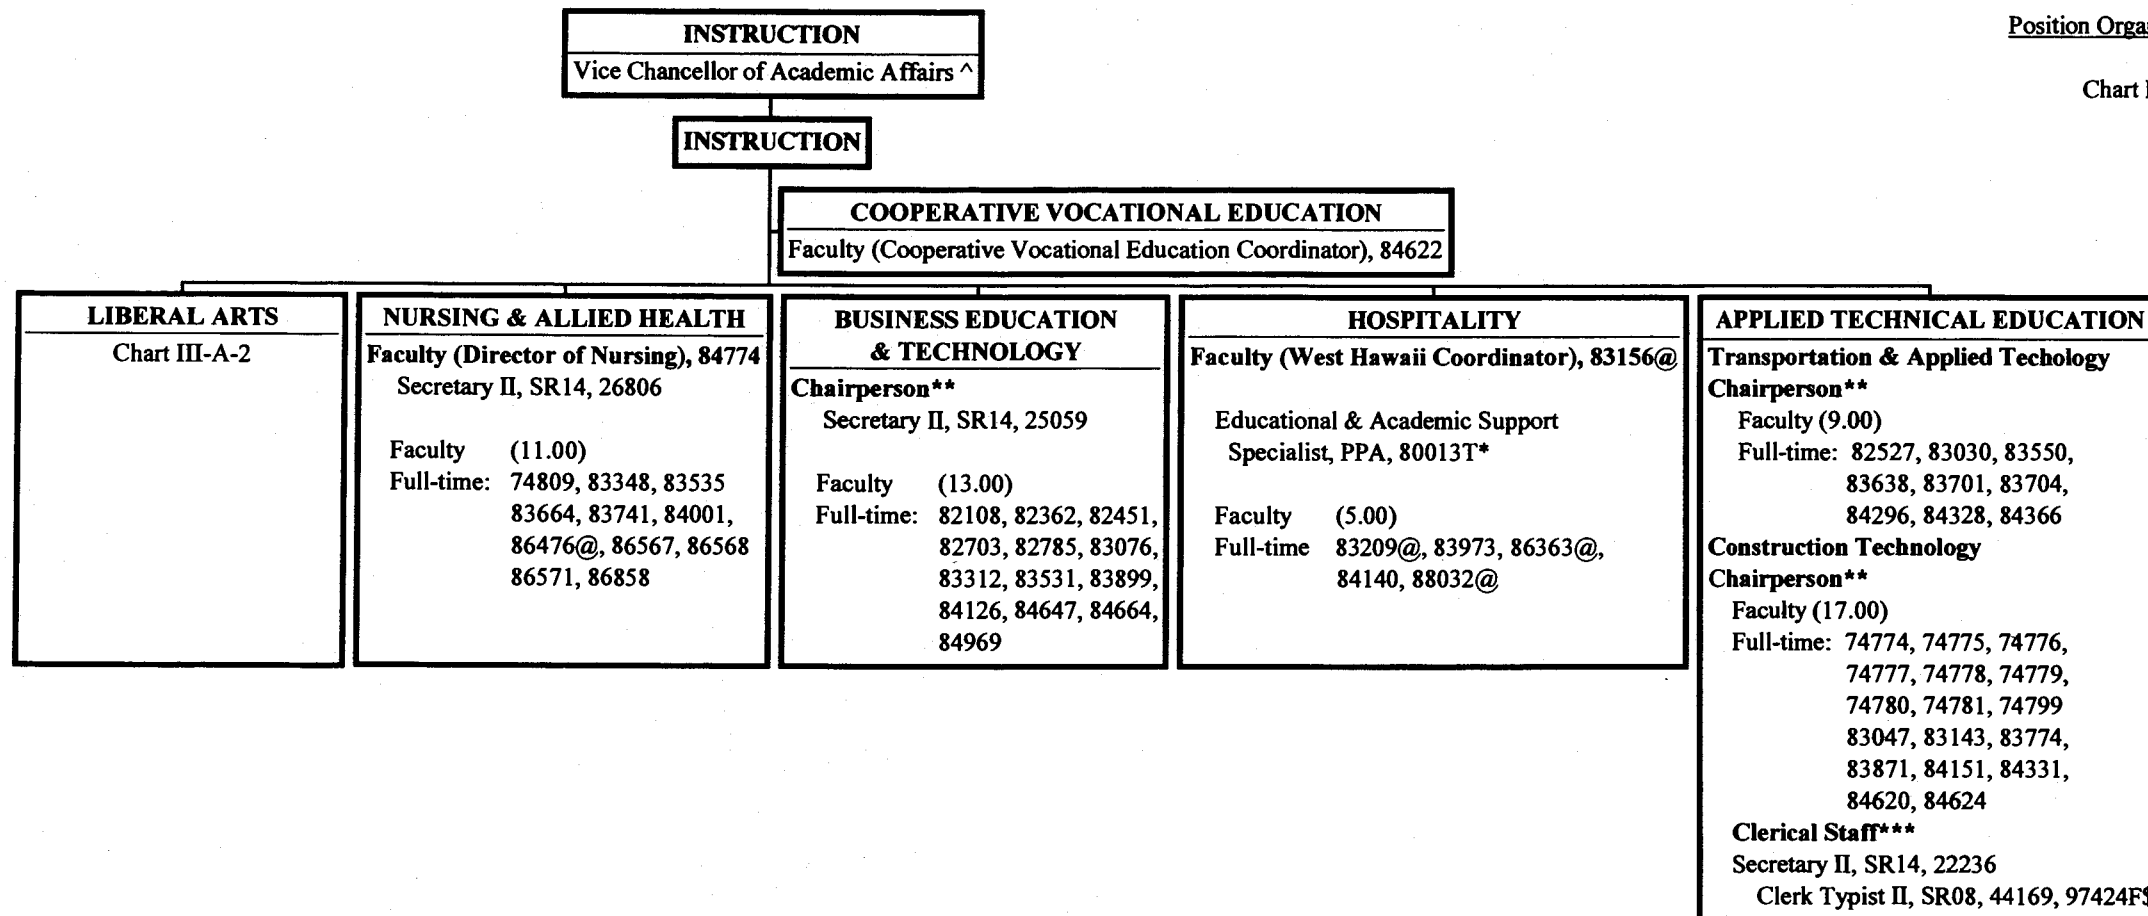 Position Orga
Chart
INSTRUCTION
Vice Chancellor of Academic Affairs ^
INSTRUCTION
COOPERATIVE VOCATIONAL EDUCATION
Faculty (Cooperative Vocational Education Coordinator), 84622
LIBERAL ARTS
Chart III-A-2
NURSING & ALLIED HEALTH
Faculty (Director of Nursing), 84774
Secretary II, SR14, 26806
Faculty (11.00)
Full-time: 74809, 83348, 83535
83664, 83741, 84001,
86476@, 86567, 86568
86571, 86858
BUSINESS EDUCATION
& TECHNOLOGY
Chairperson**
Secretary II, SR14, 25059
Faculty (13.00)
Full-time: 82108, 82362, 82451,
82703, 82785, 83076,
83312, 83531, 83899,
84126, 84647, 84664,
84969
HOSPITALITY
Faculty (West Hawaii Coordinator), 83156@
Educational & Academic Support
Specialist, PPA, 80013T*
Faculty (5.00)
Full-time 83209@, 83973, 86363@,
84140, 88032@
APPLIED TECHNICAL EDUCATION
Transportation & Applied Techology
Chairperson**
Faculty (9.00)
Full-time: 82527, 83030, 83550,
83638, 83701, 83704,
84296, 84328, 84366
Construction Technology
Chairperson**
Faculty (17.00)
Full-time: 74774, 74775, 74776,
74777, 74778, 74779,
74780, 74781, 74799
83047, 83143, 83774,
83871, 84151, 84331,
84620, 84624
Clerical Staff***
Secretary II, SR14, 22236
Clerk Typist II, SR08, 44169, 97424F$